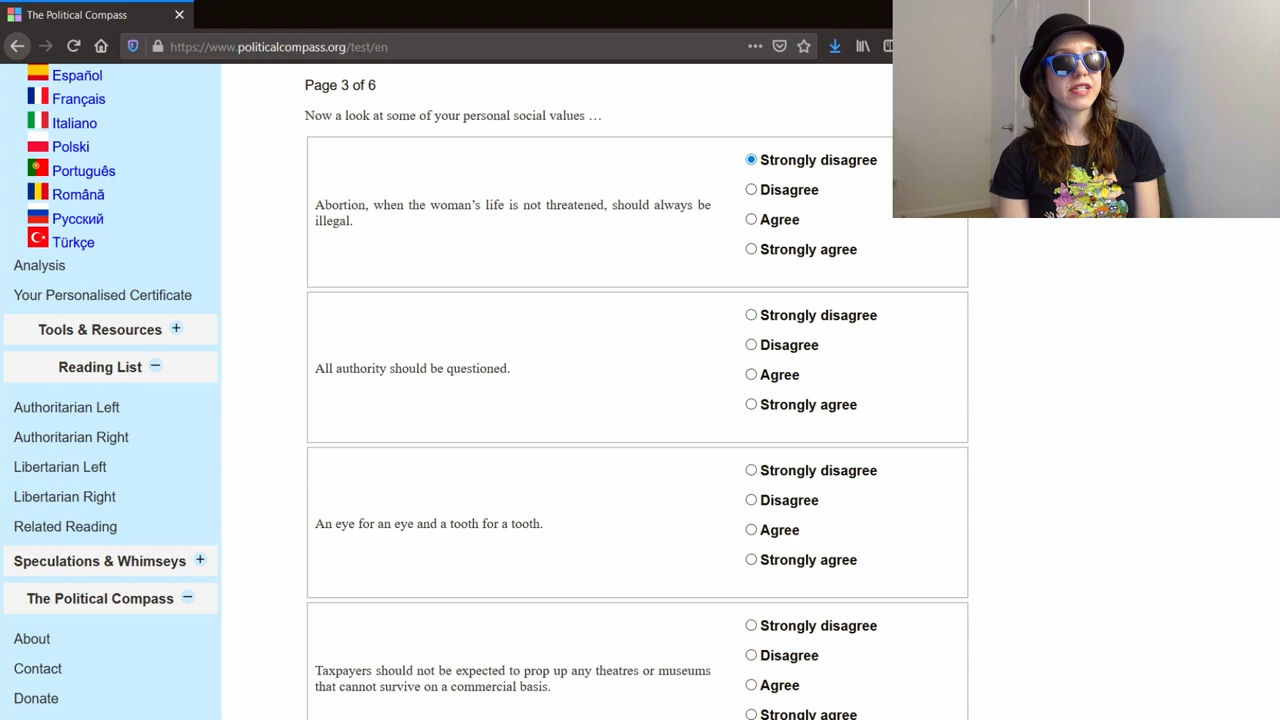 The Political Compass
https://www.politicalcompass.org/test/en
Español
Français
Italiano
Polski
Português
Română
Русский
Türkçe
Analysis
Your Personalised Certificate
Tools & Resources +
Reading List −
Authoritarian Left
Authoritarian Right
Libertarian Left
Libertarian Right
Related Reading
Speculations & Whimseys +
The Political Compass −
About
Contact
Donate
Page 3 of 6
Now a look at some of your personal social values …
Abortion, when the woman's life is not threatened, should always be
illegal.
Strongly disagree
Disagree
Agree
Strongly agree
All authority should be questioned.
Strongly disagree
Disagree
Agree
Strongly agree
An eye for an eye and a tooth for a tooth.
Strongly disagree
Disagree
Agree
Strongly agree
Taxpayers should not be expected to prop up any theatres or museums
that cannot survive on a commercial basis.
Strongly disagree
Disagree
Agree
Strongly agree